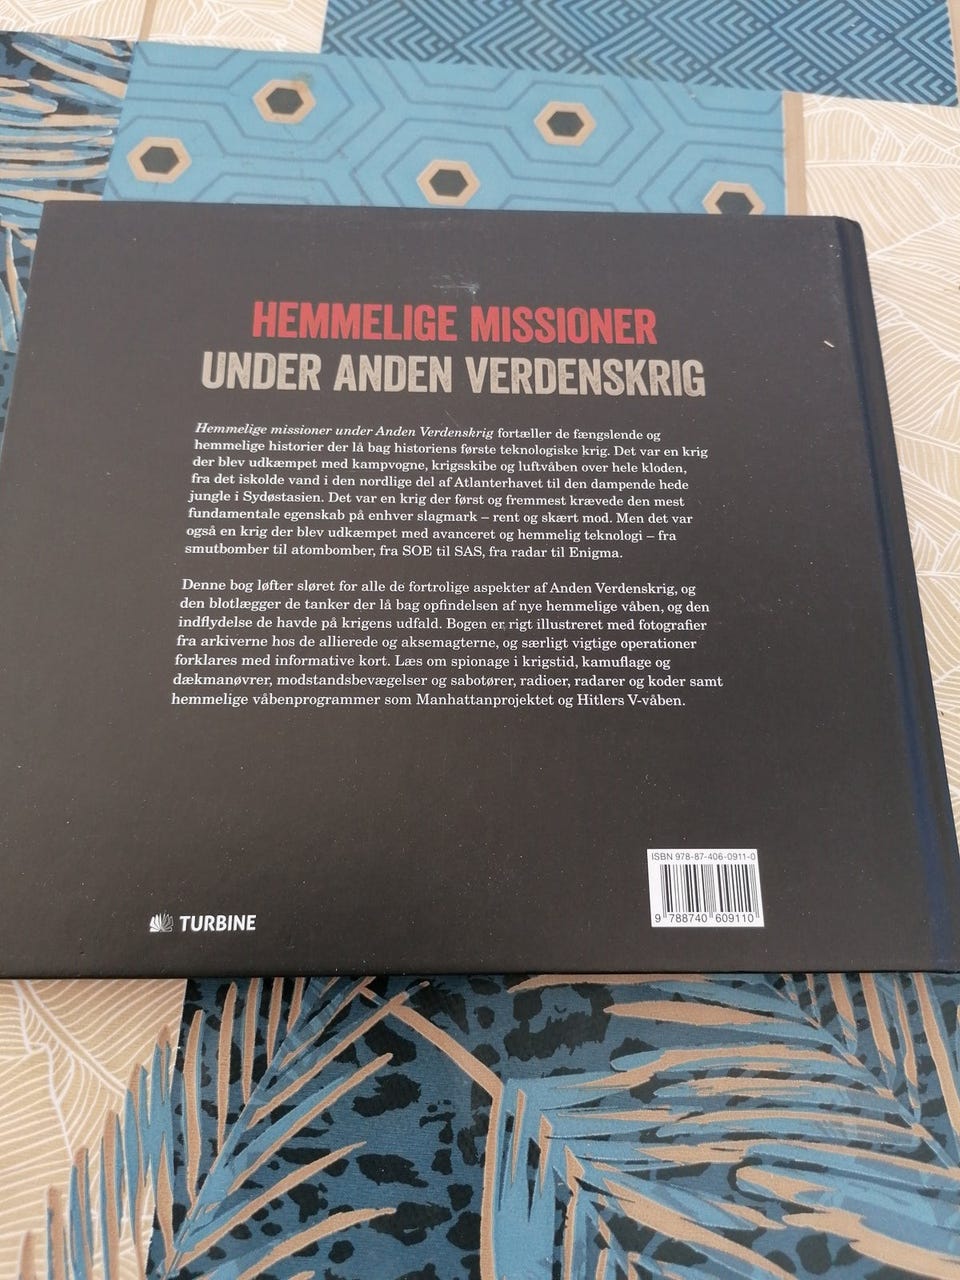 HEMMELIGE MISSIONER
UNDER ANDEN VERDENSKRIG
Hemmelige missioner under Anden Verdenskrig fortæller de fængslende og
hemmelige historier der lå bag historiens første teknologiske krig. Det var en krig
der blev udkæmpet med kampvogne, krigsskibe og luftvåben over hele kloden,
fra det iskolde vand i den nordlige del af Atlanterhavet til den dampende hede
jungle i Sydøstasien. Det var en krig der først og fremmest krævede den mest
fundamentale egenskab på enhver slagmark – rent og skært mod. Men det var
også en krig der blev udkæmpet med avanceret og hemmelig teknologi – fra
smutbomber til atombomber, fra SOE til SAS, fra radar til Enigma.
Denne bog løfter sløret for alle de fortrolige aspekter af Anden Verdenskrig, og
den blotlægger de tanker der lå bag opfindelsen af nye hemmelige våben, og den
indflydelse de havde på krigens udfald. Bogen er rigt illustreret med fotografier
fra arkiverne hos de allierede og aksemagterne, og særligt vigtige operationer
forklares med informative kort. Læs om spionage i krigstid, kamuflage og
dækmanøvrer, modstandsbevægelser og sabotører, radioer, radarer og koder samt
hemmelige våbenprogrammer som Manhattanprojektet og Hitlers V-våben.
ISBN 978-87-406-0911-0
9 788740 609110
TURBINE